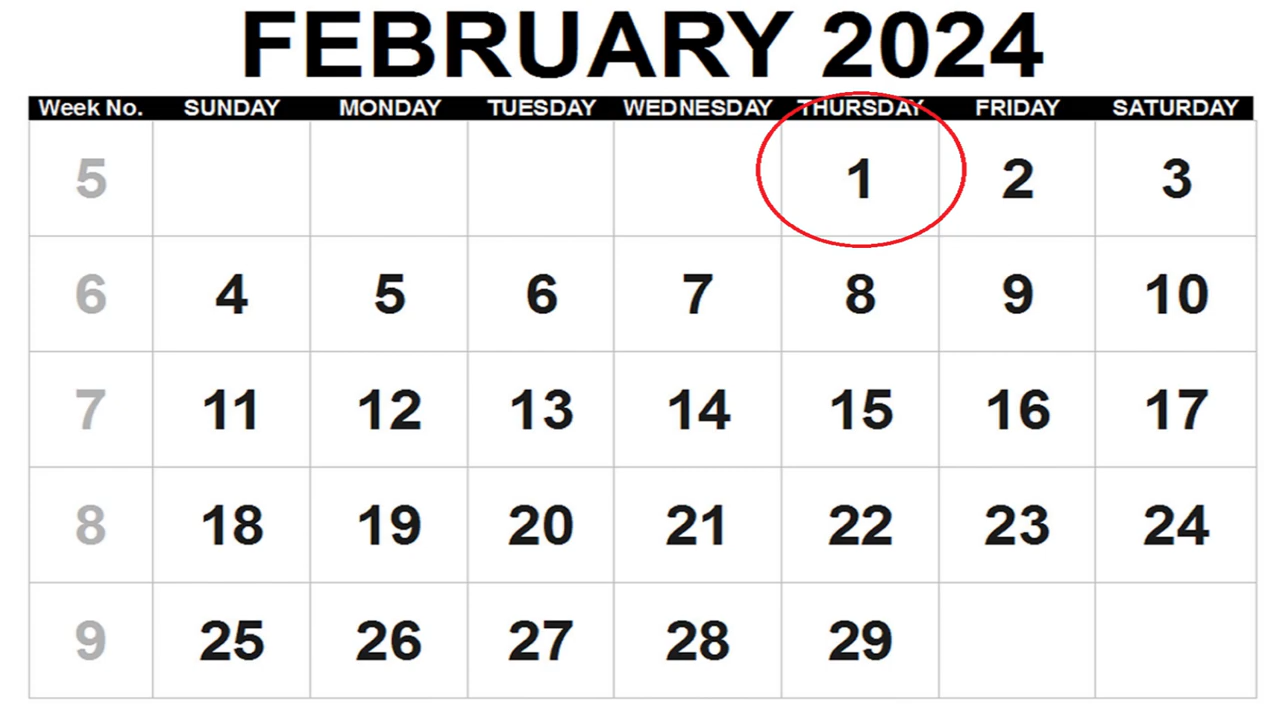 FEBRUARY 2024
Week No. SUNDAY MONDAY TUESDAY WEDNESDAY THURSDAY FRIDAY SATURDAY
5 1 2 3
6 4 5 6 7 8 9 10
7 11 12 13 14 15 16 17
8 18 19 20 21 22 23 24
9 25 26 27 28 29